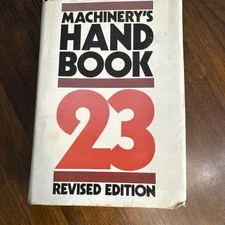 MACHINERY'S
HAND
BOOK
23
REVISED EDITION